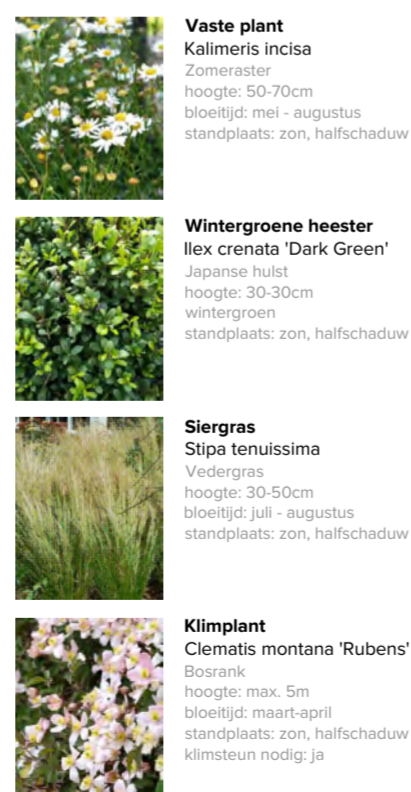 Vaste plant
Kalimeris incisa
Zomeraster
hoogte: 50-70cm
bloeitijd: mei - augustus
standplaats: zon, halfschaduw
Wintergroene heester
Ilex crenata 'Dark Green'
Japanse hulst
hoogte: 30-30cm
wintergroen
standplaats: zon, halfschaduw
Siergras
Stipa tenuissima
Vedergras
hoogte: 30-50cm
bloeitijd: juli - augustus
standplaats: zon, halfschaduw
Klimplant
Clematis montana 'Rubens'
Bosrank
hoogte: max. 5m
bloeitijd: maart-april
standplaats: zon, halfschaduw
klimsteun nodig: ja